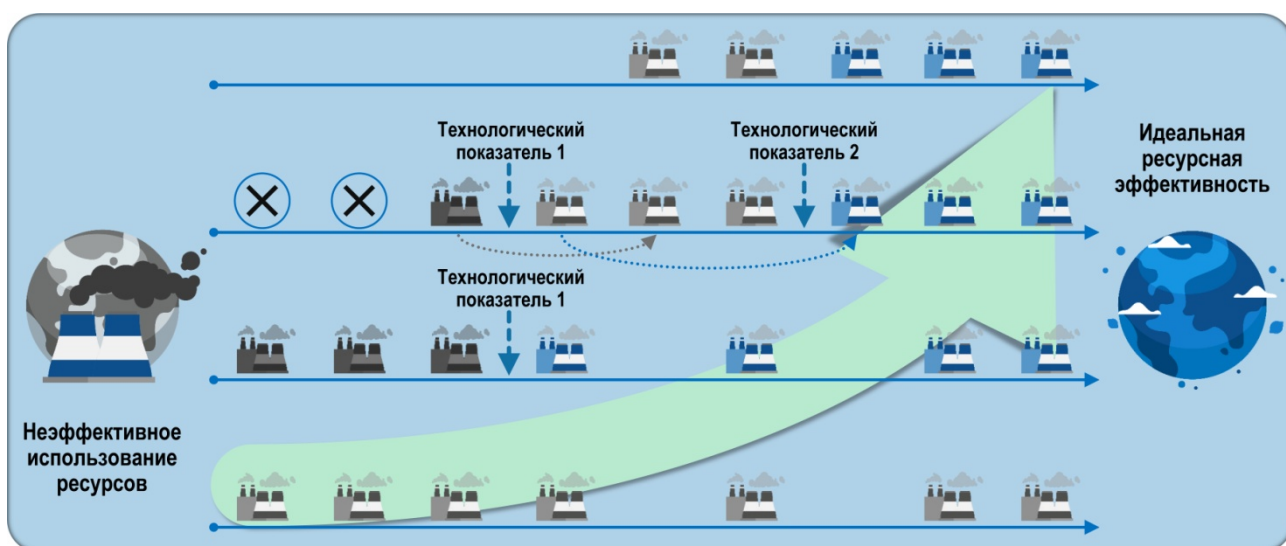 Технологический
показатель 1
Технологический
показатель 2
Идеальная
ресурсная
эффективность
Технологический
показатель 1
Неэффективное
использование
ресурсов